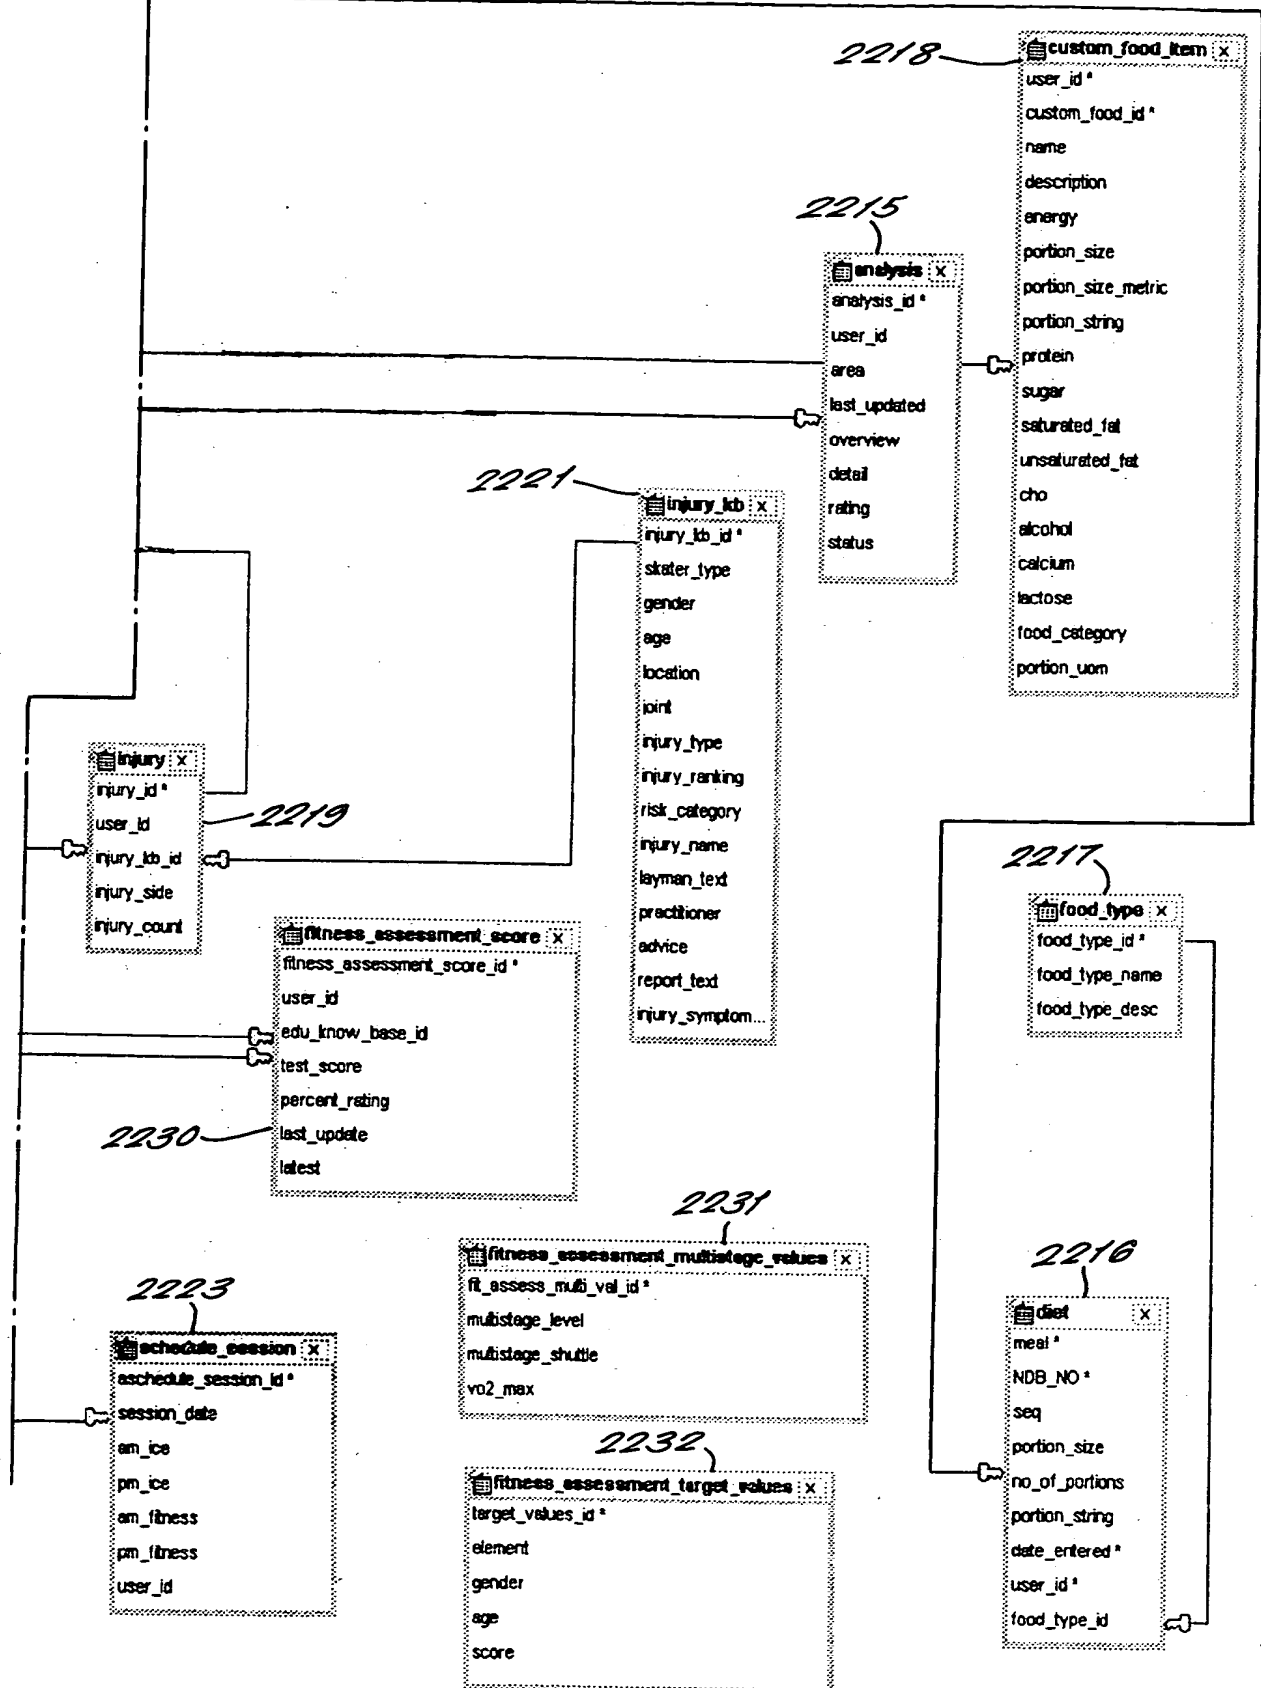 2218
custom_food_item x
user_id *
custom_food_id *
name
description
energy
portion_size
portion_size_metric
portion_string
protein
sugar
saturated_fat
unsaturated_fat
cho
alcohol
calcium
lactose
food_category
portion_uom
2215
analysis x
analysis_id *
user_id
area
last_updated
overview
detail
rating
status
2221
injury_kb x
injury_kb_id *
skater_type
gender
age
location
joint
injury_type
injury_ranking
risk_category
injury_name
layman_text
practitioner
advice
report_text
injury_symptom...
injury x
injury_id *
user_id
injury_kb_id
injury_side
injury_count
2219
fitness_assessment_score x
fitness_assessment_score_id *
user_id
edu_know_base_id
test_score
percent_rating
last_update
latest
2230
2217
food_type x
food_type_id *
food_type_name
food_type_desc
2231
fitness_assessment_multistage_values x
fit_assess_multi_val_id *
multistage_level
multistage_shuttle
vo2_max
2223
schedule_session x
aschedule_session_id *
session_date
am_ice
pm_ice
am_fitness
pm_fitness
user_id
2232
fitness_assessment_target_values x
target_values_id *
element
gender
age
score
2216
diet x
meal *
NDB_NO *
seq
portion_size
no_of_portions
portion_string
date_entered *
user_id *
food_type_id